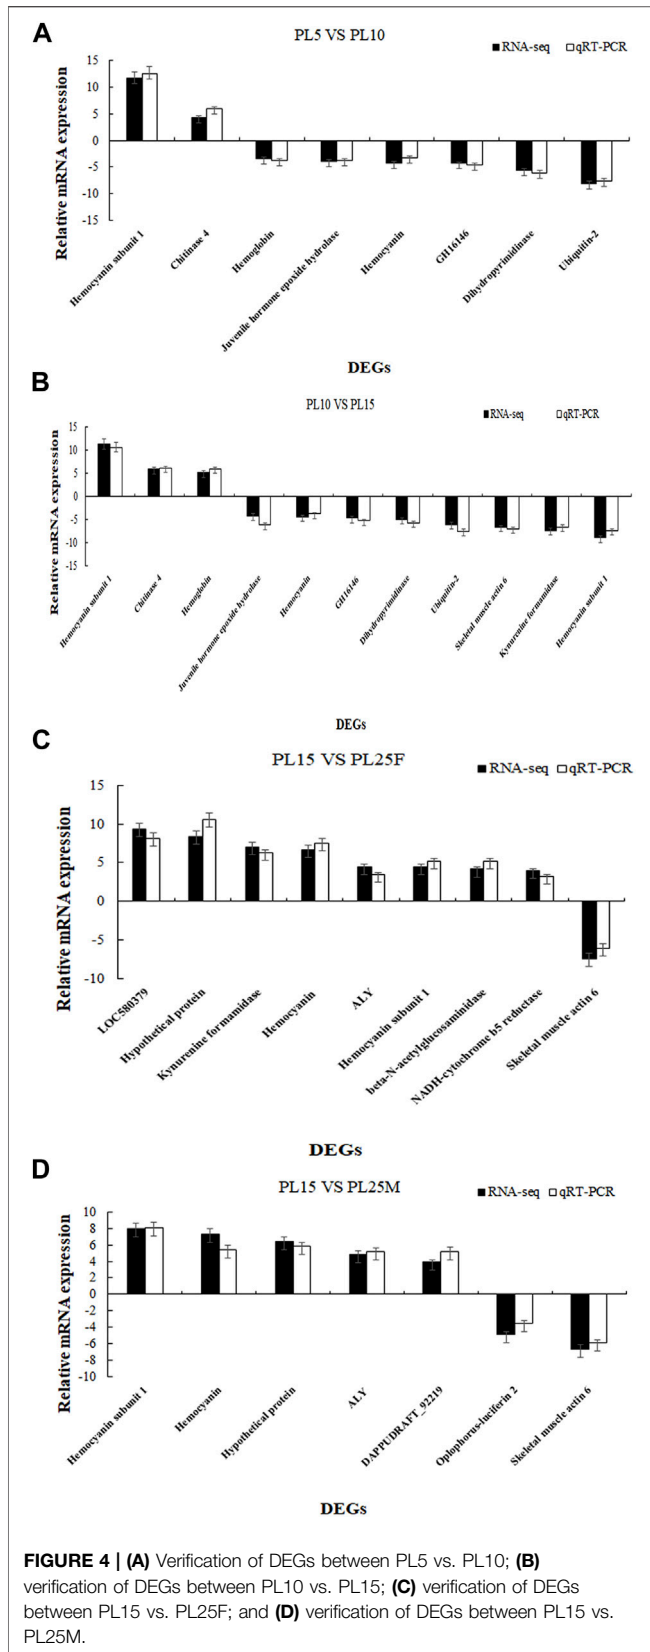 A
PL5 VS PL10
RNA-seq qRT-PCR
Relative mRNA expression
15
10
5
0
-5
-10
-15
Hemocyanin subunit 1
Chitinase 4
Hemoglobin
Juvenile hormone epoxide hydrolase
Hemocyanin
GH16146
Dihydropyrimidinase
Ubiquitin-2
DEGs
B
PL10 VS PL15
RNA-seq qRT-PCR
Relative mRNA expression
15
10
5
0
-5
-10
-15
Hemocyanin subunit 1
Chitinase 4
Hemoglobin
Juvenile hormone epoxide hydrolase
Hemocyanin
GH16146
Dihydropyrimidinase
Ubiquitin-2
Skeletal muscle actin 6
Kynurenine formamidase
Hemocyanin subunit 1
DEGs
C
PL15 VS PL25F
RNA-seq qRT-PCR
Relative mRNA expression
15
10
5
0
-5
-10
LOC580379
Hypothetical protein
Kynurenine formamidase
Hemocyanin
ALY
Hemocyanin subunit 1
beta-N-acetylglucosaminidase
NADH-cytochrome b5 reductase
Skeletal muscle actin 6
DEGs
D
PL15 VS PL25M
RNA-seq qRT-PCR
Relative mRNA expression
10
8
6
4
2
0
-2
-4
-6
-8
-10
Hemocyanin subunit 1
Hemocyanin
Hypothetical protein
ALY
DAPPUDRAFT_92219
Oplophorus-luciferin 2
Skeletal muscle actin 6
DEGs
FIGURE 4 | (A) Verification of DEGs between PL5 vs. PL10; (B)
verification of DEGs between PL10 vs. PL15; (C) verification of DEGs
between PL15 vs. PL25F; and (D) verification of DEGs between PL15 vs.
PL25M.